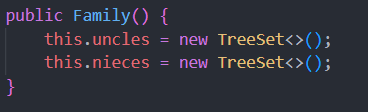 public Family() {
    this.uncles = new TreeSet<>();
    this.nieces = new TreeSet<>();
}